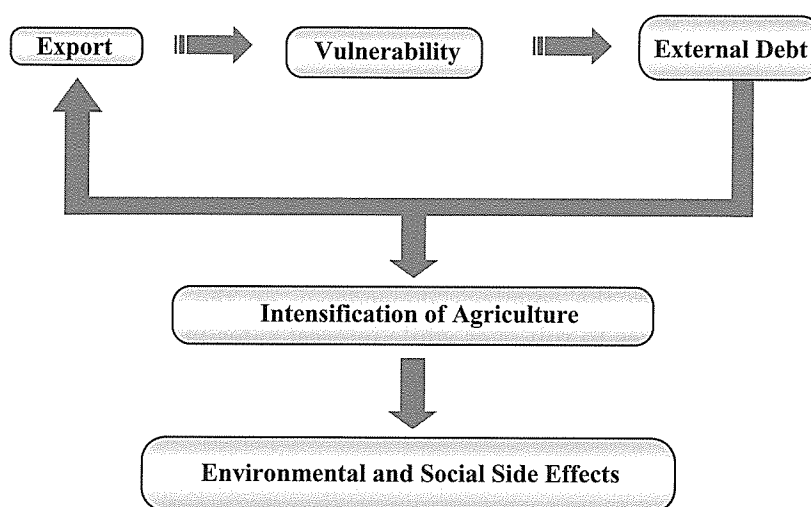 Export
Vulnerability
External Debt
Intensification of Agriculture
Environmental and Social Side Effects